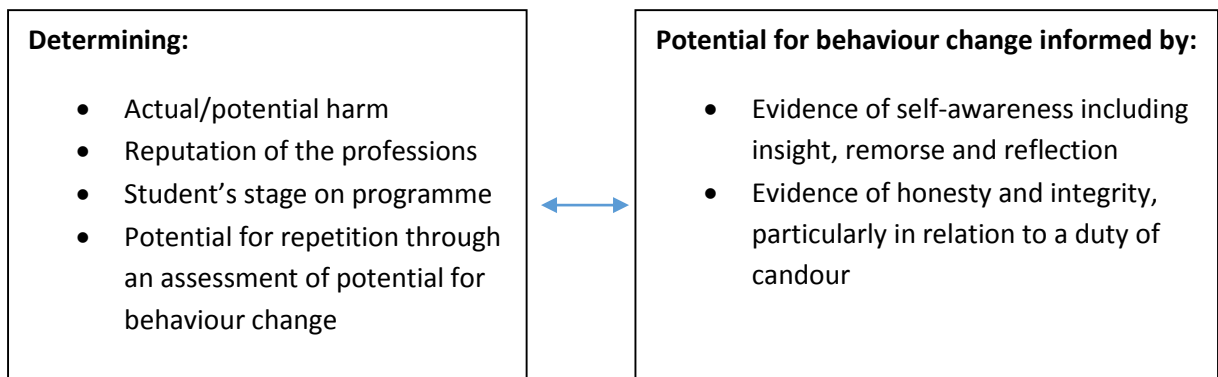 Determining:
• Actual/potential harm
• Reputation of the professions
• Student’s stage on programme
• Potential for repetition through
an assessment of potential for
behaviour change
Potential for behaviour change informed by:
• Evidence of self-awareness including
insight, remorse and reflection
• Evidence of honesty and integrity,
particularly in relation to a duty of
candour